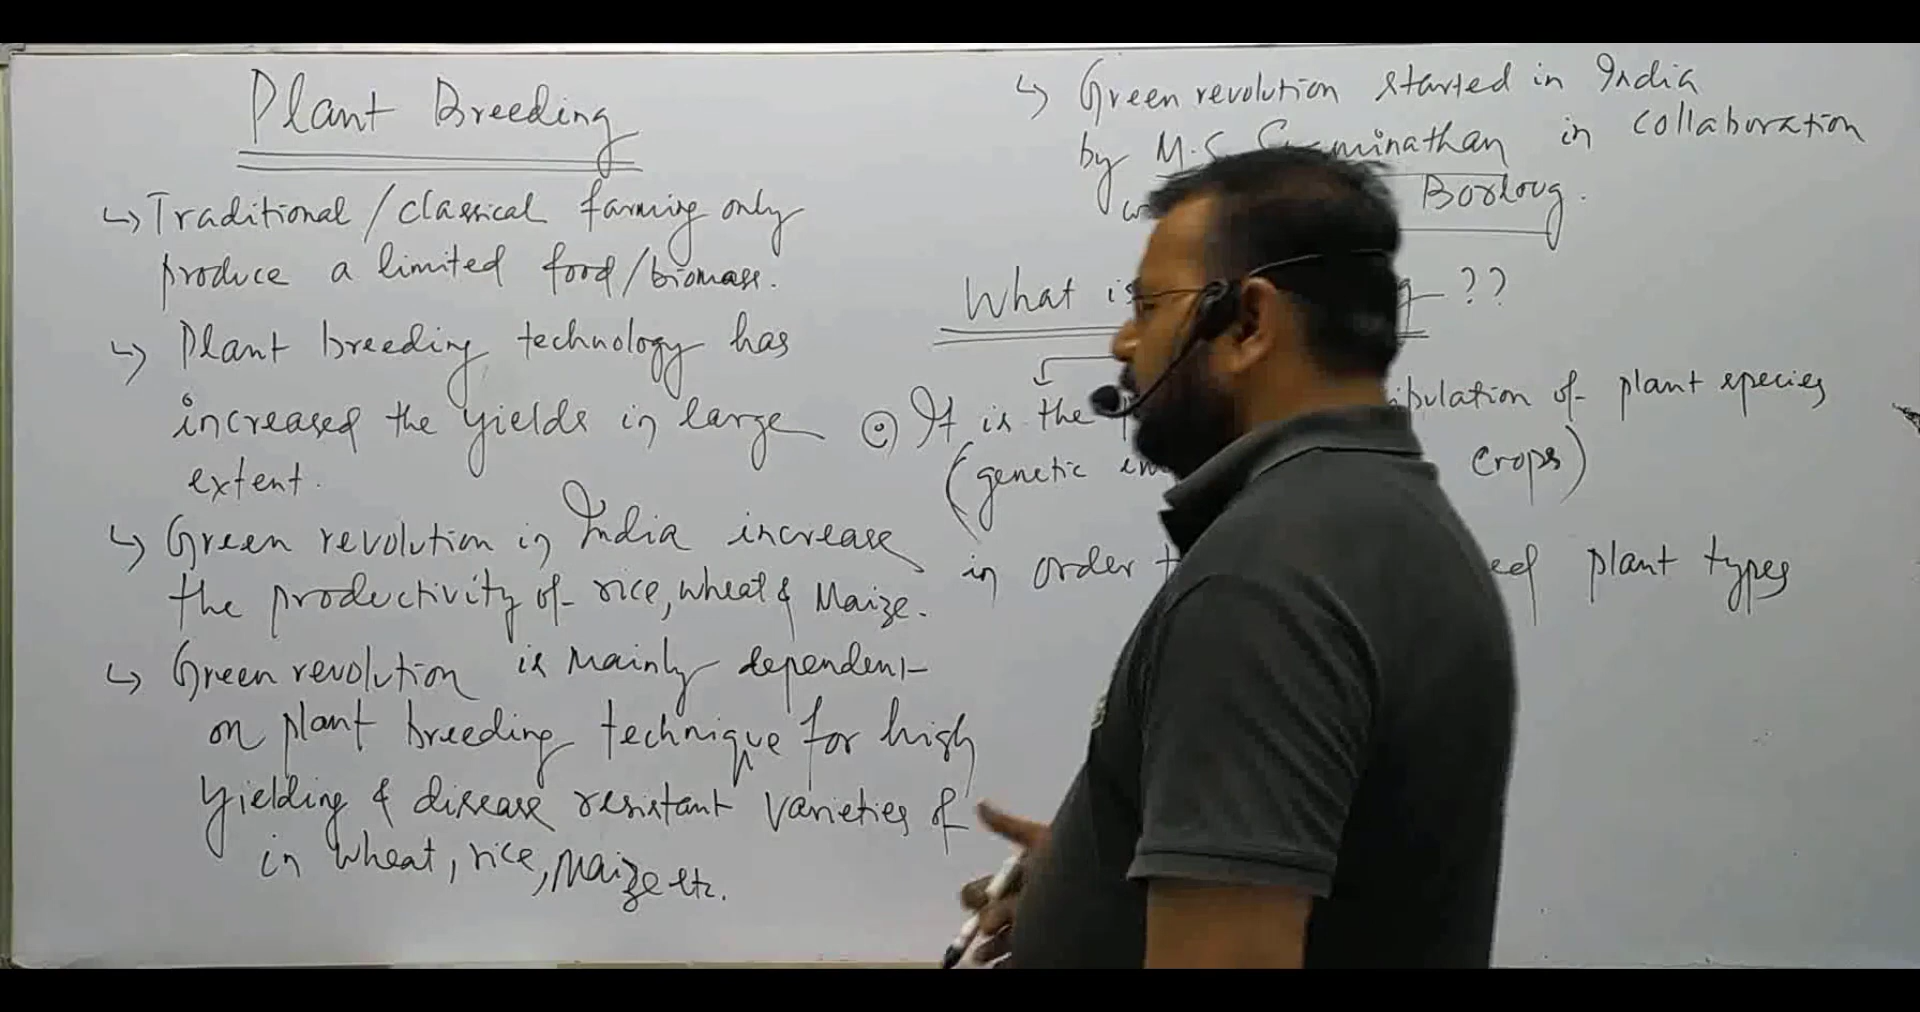 Plant Breeding
↳ Traditional/classical farming only
produce a limited food/biomass.
↳ Plant breeding technology has
increased the yields in large
extent.
↳ Green revolution in India increase
the productivity of rice, wheat & Maize.
↳ Green revolution is mainly dependent
on plant breeding technique for high
yielding & disease resistant varieties of
in wheat, rice, Maize etc.
↳ Green revolution started in India
by M.S. Swaminathan in collaboration
Borloug.
What is ??
It is the plant species
(genetic crops)
in order plant types